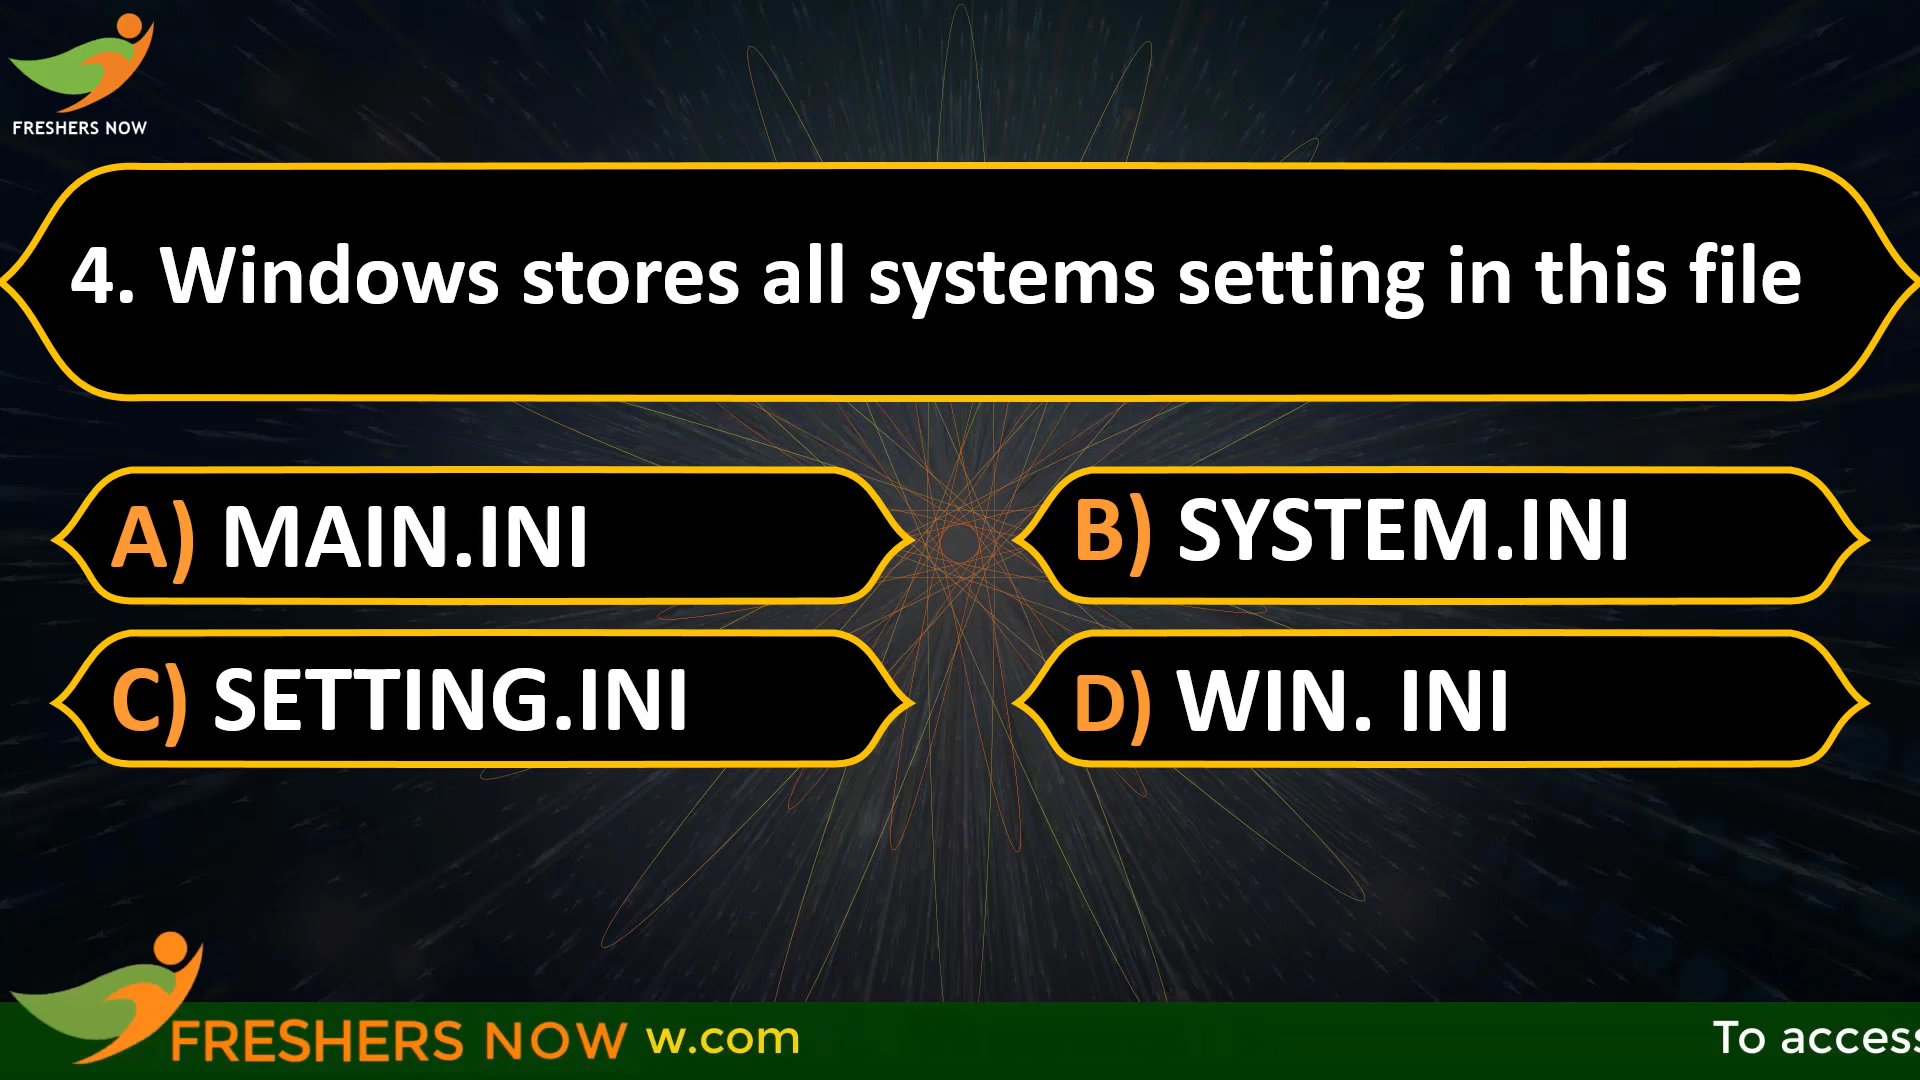 FRESHERS NOW
4. Windows stores all systems setting in this file
A) MAIN.INI
B) SYSTEM.INI
C) SETTING.INI
D) WIN. INI
FRESHERS NOW w.com
To access